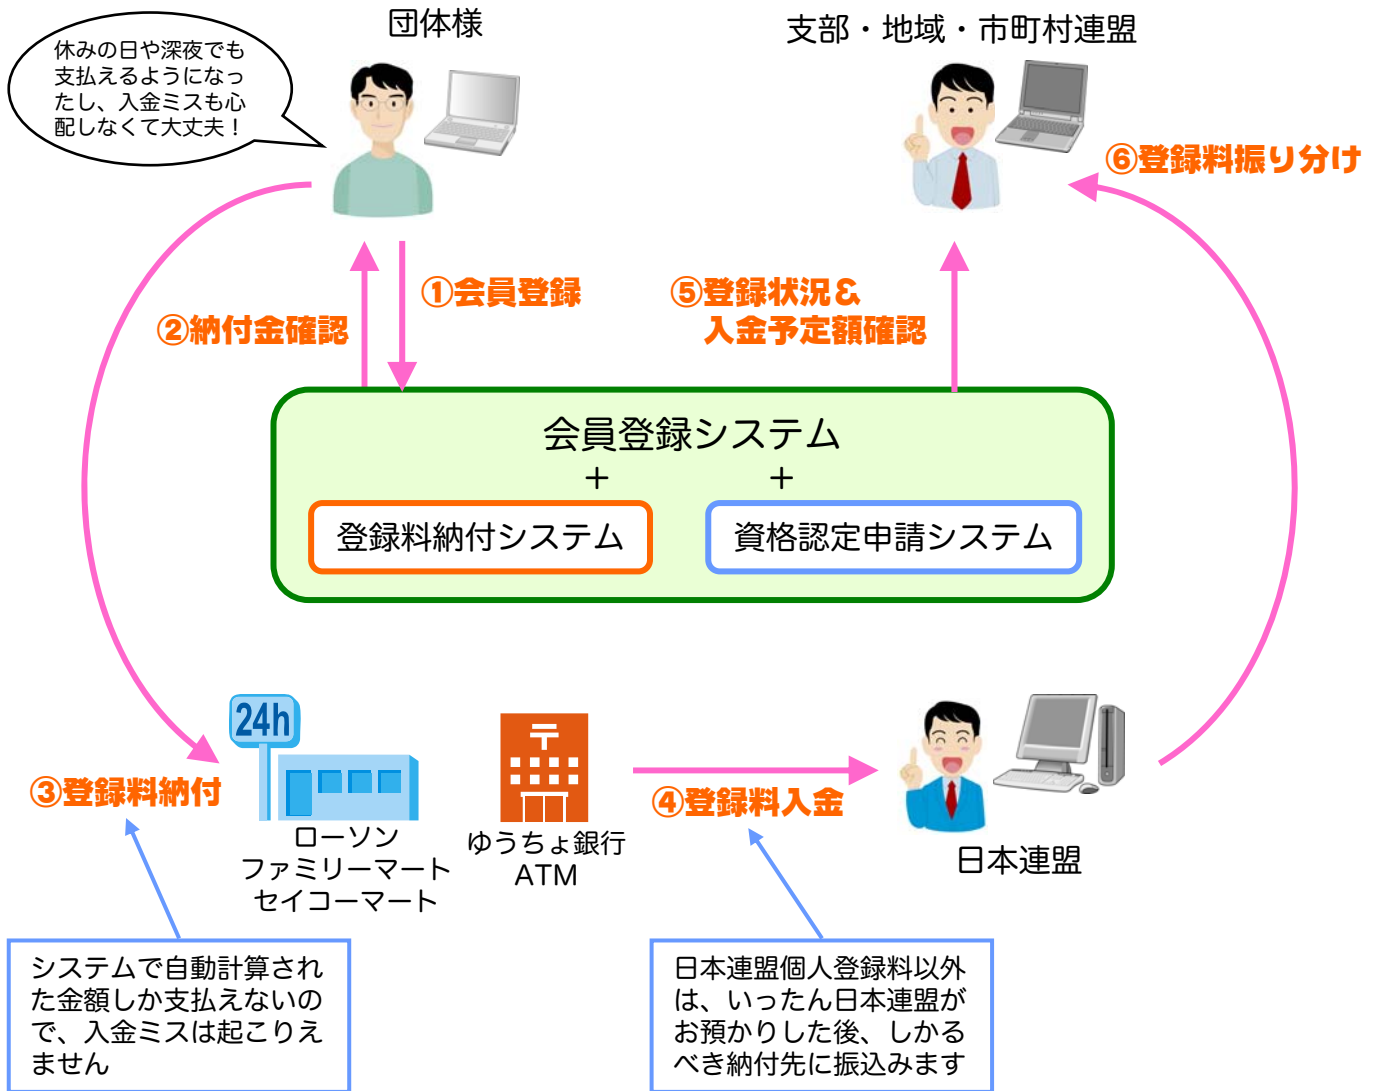 団体様
支部・地域・市町村連盟
休みの日や深夜でも
支払えるようになっ
たし、入金ミスも心
配しなくて大丈夫！
⑥登録料振り分け
①会員登録
②納付金確認
⑤登録状況＆
入金予定額確認
会員登録システム
＋ ＋
登録料納付システム
資格認定申請システム
24h
〒
③登録料納付
④登録料入金
ローソン
ファミリーマート
セイコーマート
ゆうちょ銀行
ATM
日本連盟
システムで自動計算され
た金額しか支払えないの
で、入金ミスは起こりえ
ません
日本連盟個人登録料以外
は、いったん日本連盟が
お預かりした後、しかる
べき納付先に振込みます